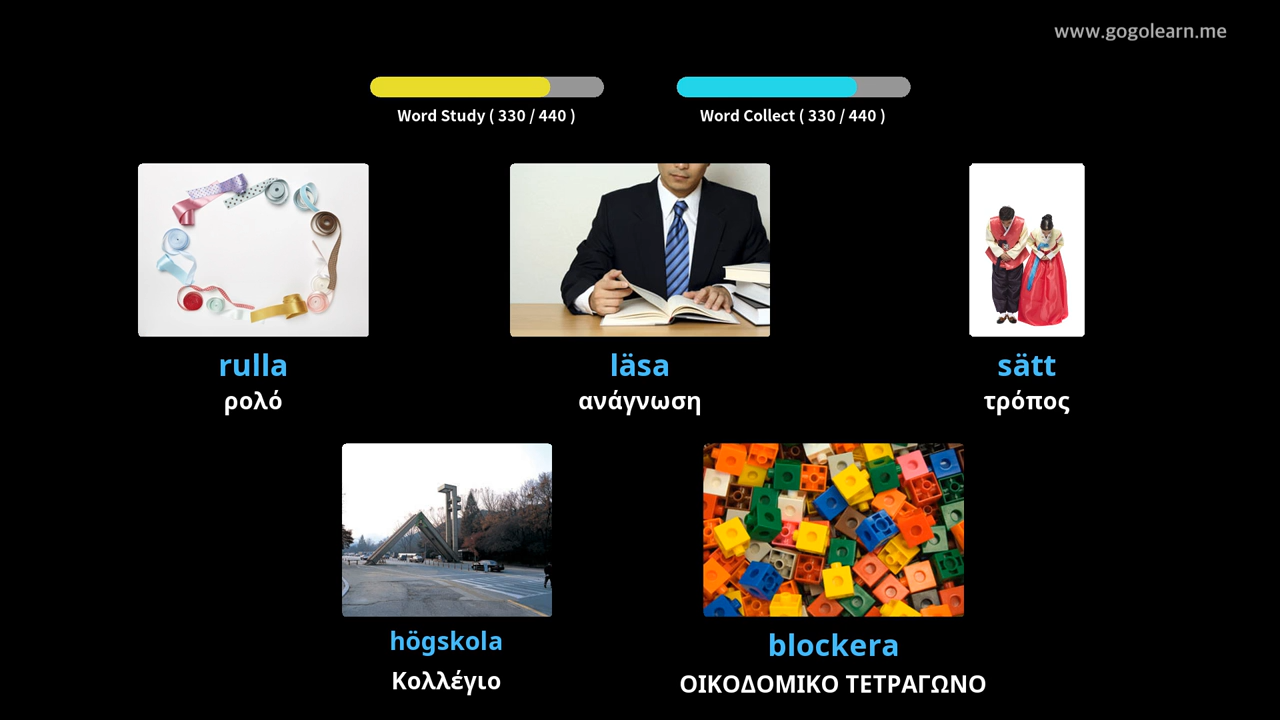 www.gogolearn.me
Word Study ( 330 / 440 )
Word Collect ( 330 / 440 )
rulla
ρολό
läsa
ανάγνωση
sätt
τρόπος
högskola
Κολλέγιο
blockera
ΟΙΚΟΔΟΜΙΚΟ ΤΕΤΡΑΓΩΝΟ